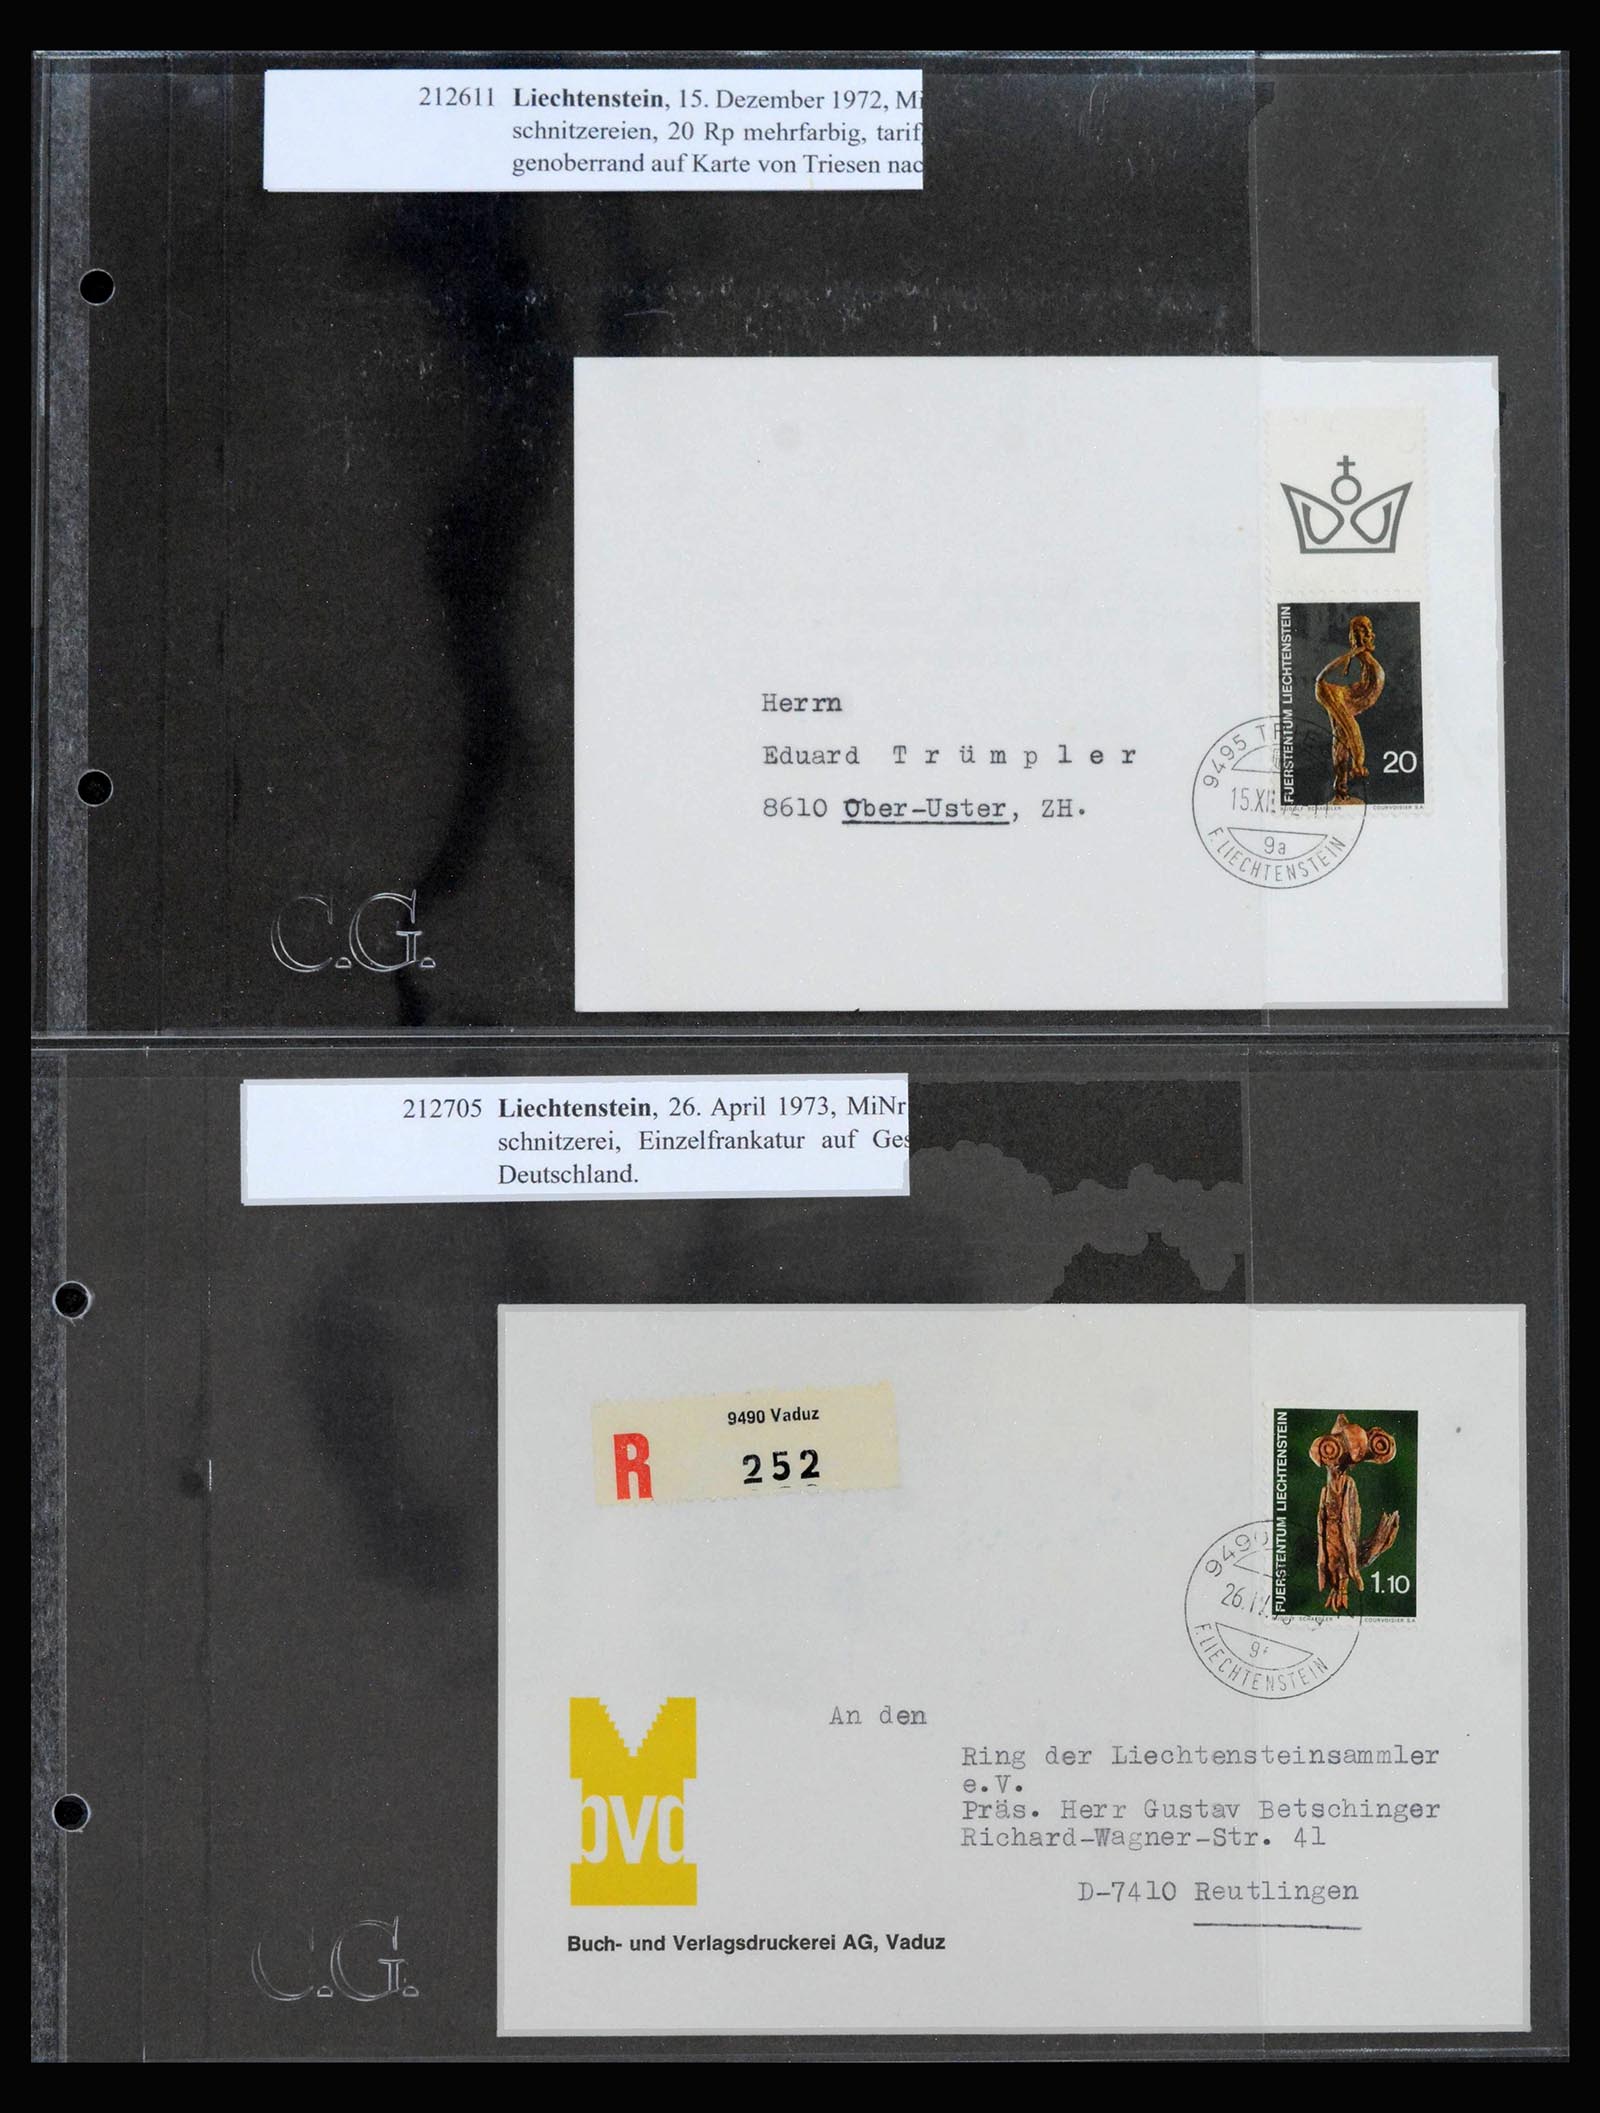 212611 Liechtenstein, 15. Dezember 1972, Mi
schnitzereien, 20 Rp mehrfarbig, tarif
genoberrand auf Karte von Triesen nac
FUERSTENTUM LIECHTENSTEIN
20
COURVOISIER S.A.
9495
15.XII
9a
F. LIECHTENSTEIN
Herrn
Eduard Trümpler
8610 Ober-Uster, ZH.
C.G.
212705 Liechtenstein, 26. April 1973, MiNr
schnitzerei, Einzelfrankatur auf Ges
Deutschland.
9490 Vaduz
R 252
FUERSTENTUM LIECHTENSTEIN
1.10
COURVOISIER S.A.
9490
26.IV
F. LIECHTENSTEIN
An den
Ring der Liechtensteinsammler
e.V.
Präs. Herr Gustav Betschinger
Richard-Wagner-Str. 41
D-7410 Reutlingen
bvd
Buch- und Verlagsdruckerei AG, Vaduz
C.G.